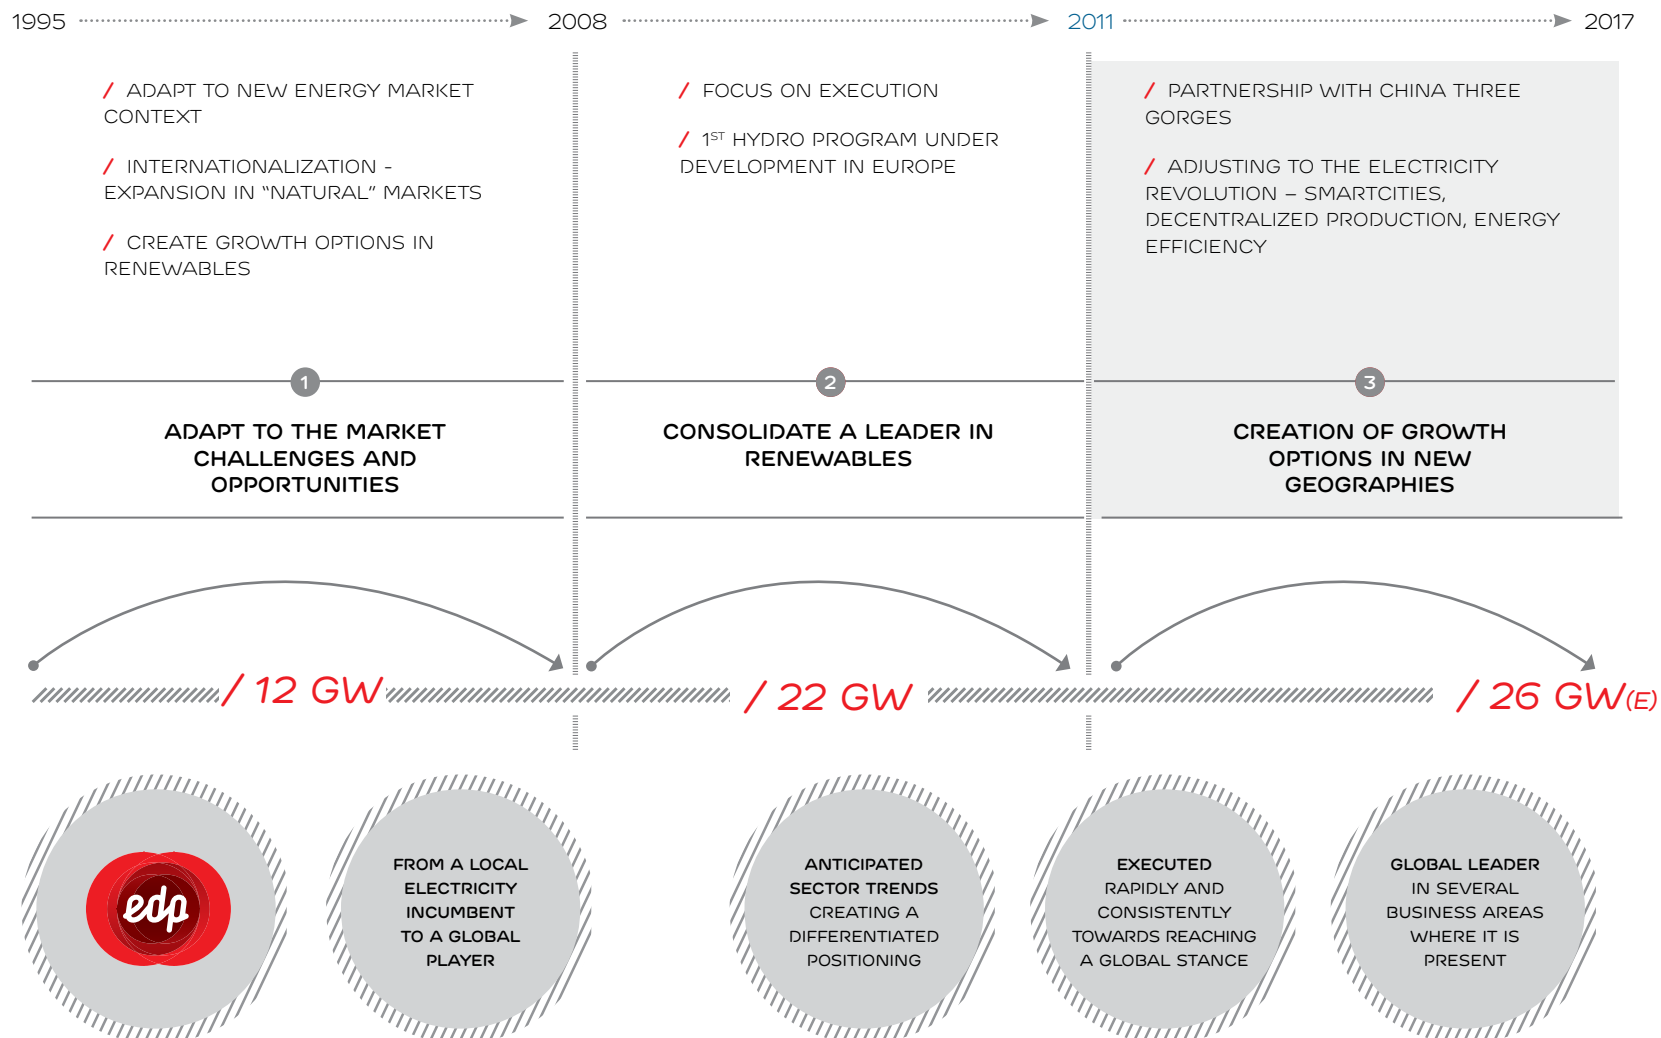 1995
2008
2011
2017
/ ADAPT TO NEW ENERGY MARKET
CONTEXT
/ INTERNATIONALIZATION -
EXPANSION IN “NATURAL” MARKETS
/ CREATE GROWTH OPTIONS IN
RENEWABLES
/ FOCUS ON EXECUTION
/ 1ST HYDRO PROGRAM UNDER
DEVELOPMENT IN EUROPE
/ PARTNERSHIP WITH CHINA THREE
GORGES
/ ADJUSTING TO THE ELECTRICITY
REVOLUTION – SMARTCITIES,
DECENTRALIZED PRODUCTION, ENERGY
EFFICIENCY
1
ADAPT TO THE MARKET
CHALLENGES AND
OPPORTUNITIES
2
CONSOLIDATE A LEADER IN
RENEWABLES
3
CREATION OF GROWTH
OPTIONS IN NEW
GEOGRAPHIES
/ 12 GW
/ 22 GW
/ 26 GW(E)
edp
FROM A LOCAL
ELECTRICITY
INCUMBENT
TO A GLOBAL
PLAYER
ANTICIPATED
SECTOR TRENDS
CREATING A
DIFFERENTIATED
POSITIONING
EXECUTED
RAPIDLY AND
CONSISTENTLY
TOWARDS REACHING
A GLOBAL STANCE
GLOBAL LEADER
IN SEVERAL
BUSINESS AREAS
WHERE IT IS
PRESENT